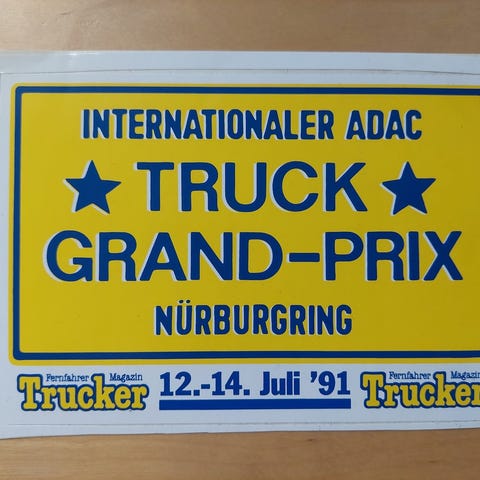 INTERNATIONALER ADAC
★ TRUCK ★
GRAND-PRIX
NÜRBURGRING
Fernfahrer Magazin
Trucker
12.-14. Juli '91
Fernfahrer Magazin
Trucker